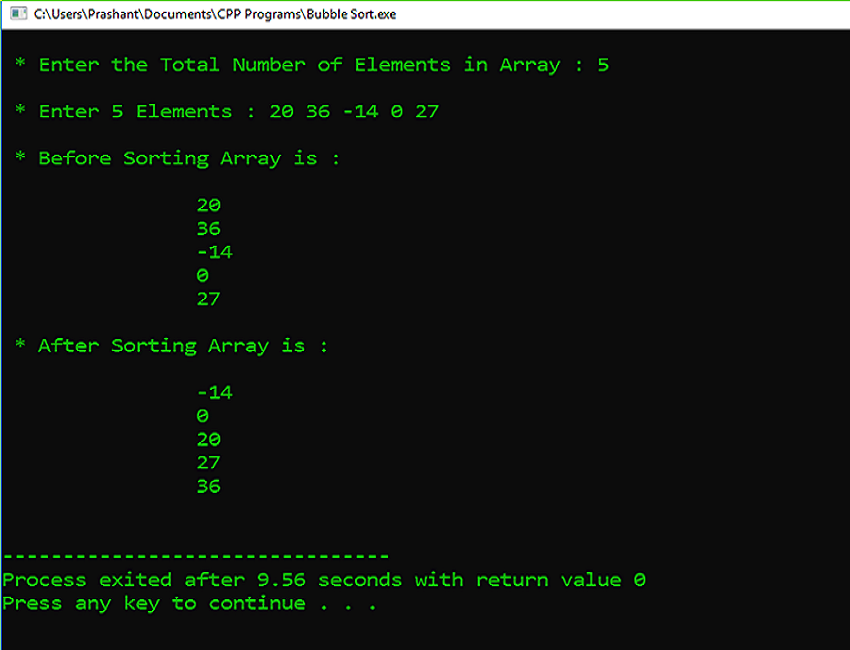 C:\Users\Prashant\Documents\CPP Programs\Bubble Sort.exe
* Enter the Total Number of Elements in Array : 5
* Enter 5 Elements : 20 36 -14 0 27
* Before Sorting Array is :
20
36
-14
0
27
* After Sorting Array is :
-14
0
20
27
36
--------------------------------
Process exited after 9.56 seconds with return value 0
Press any key to continue . . .